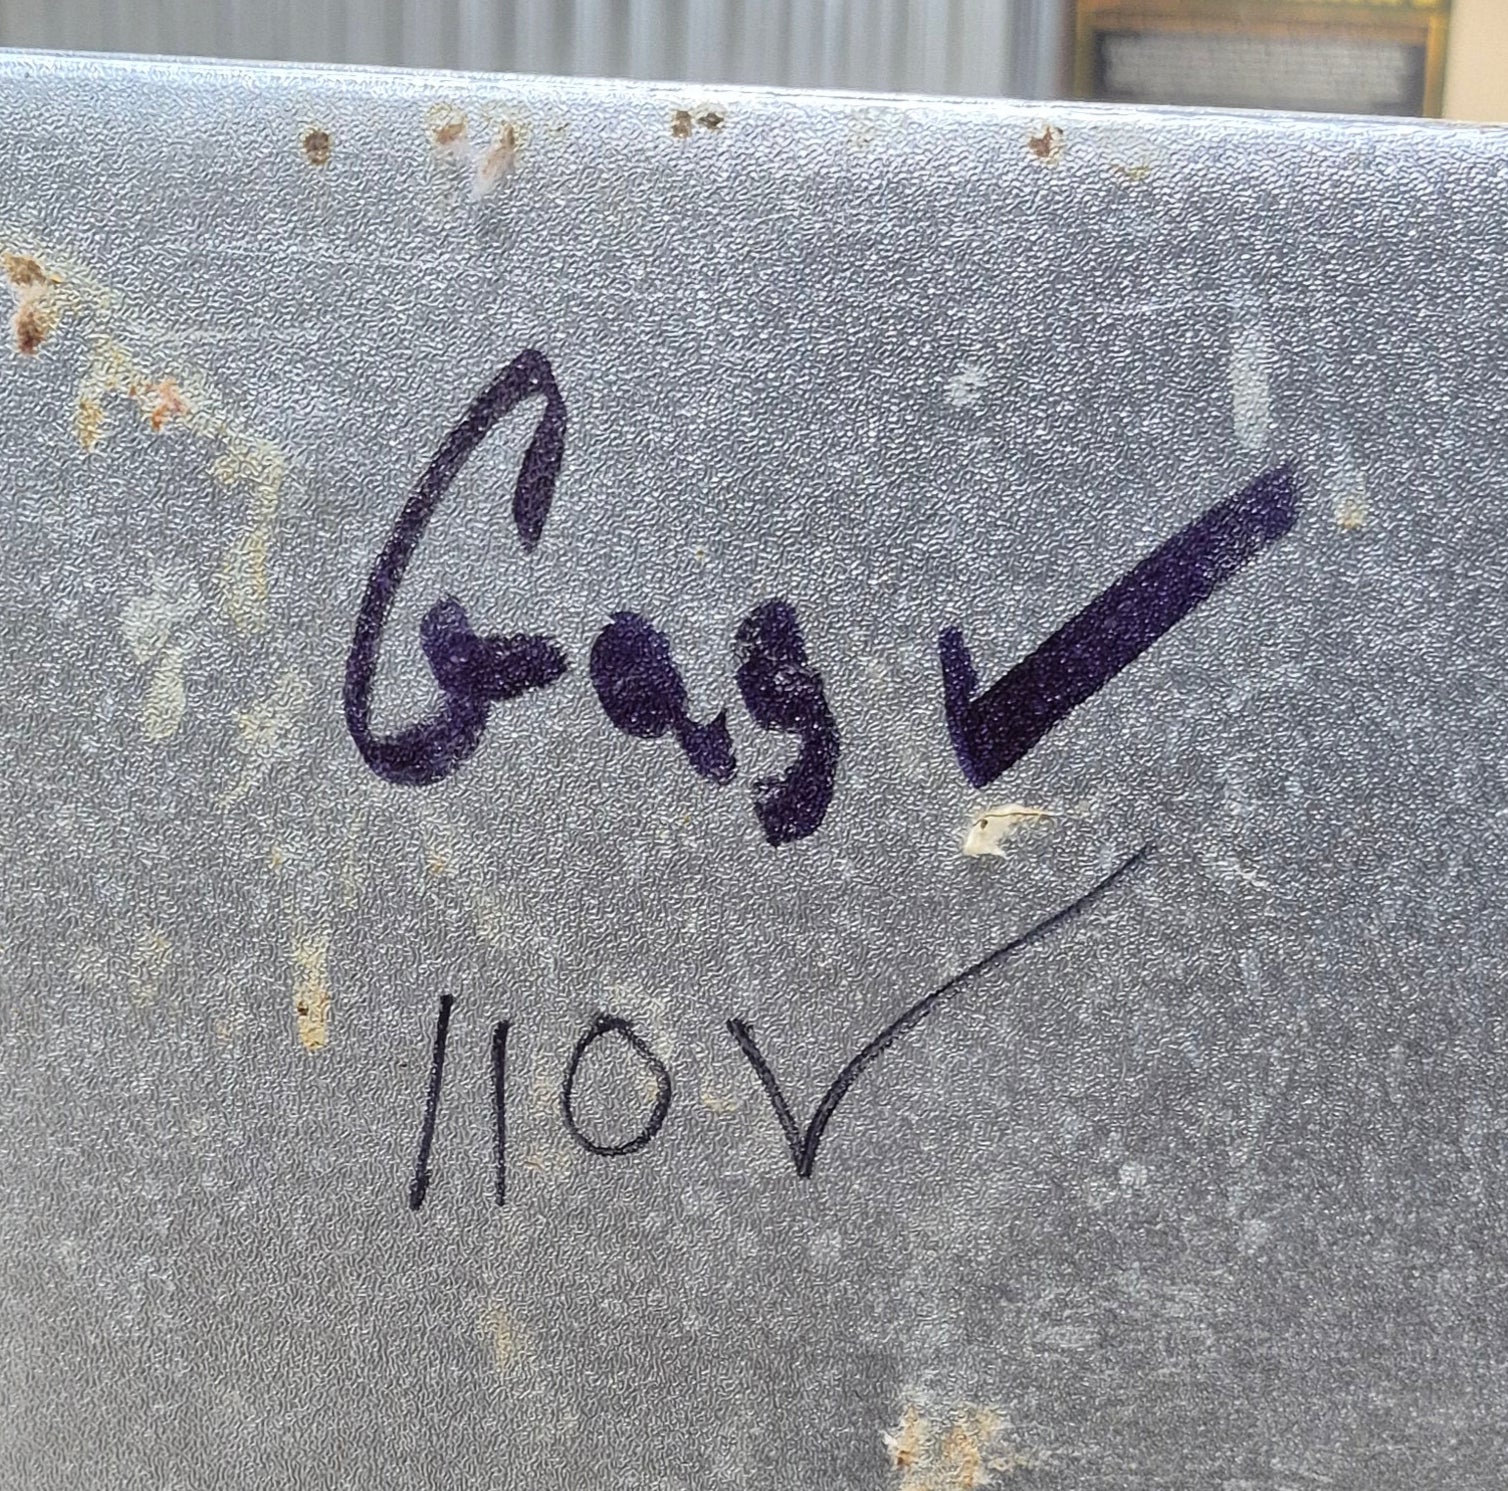 Gas ✓
110 V